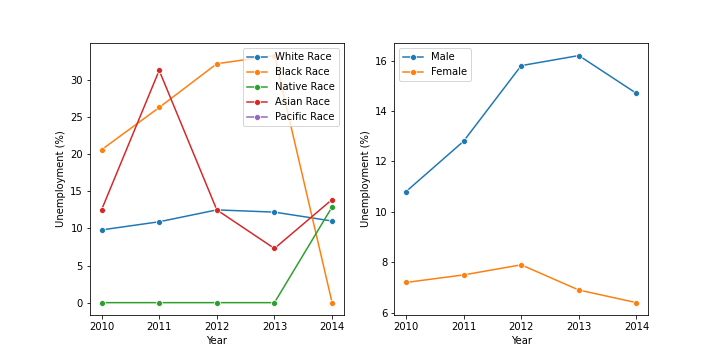 White Race
Black Race
Native Race
Asian Race
Pacific Race
30
25
20
15
10
5
0
Unemployment (%)
2010 2011 2012 2013 2014
Year
Male
Female
16
14
12
10
8
6
Unemployment (%)
2010 2011 2012 2013 2014
Year